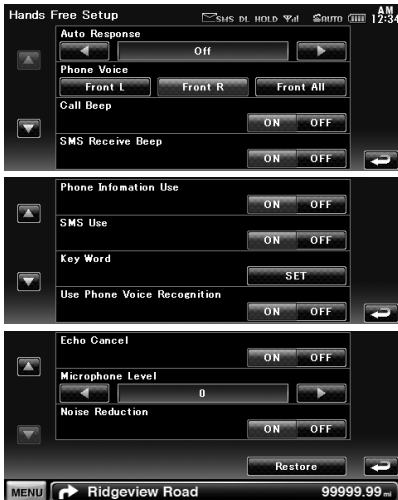 Hands Free Setup SMS DL HOLD AUTO AM 12:34
Auto Response
Off
Phone Voice
Front L Front R Front All
Call Beep
ON OFF
SMS Receive Beep
ON OFF
Phone Infomation Use
ON OFF
SMS Use
ON OFF
Key Word
SET
Use Phone Voice Recognition
ON OFF
Echo Cancel
ON OFF
Microphone Level
0
Noise Reduction
ON OFF
Restore
MENU Ridgeview Road 99999.99 mi